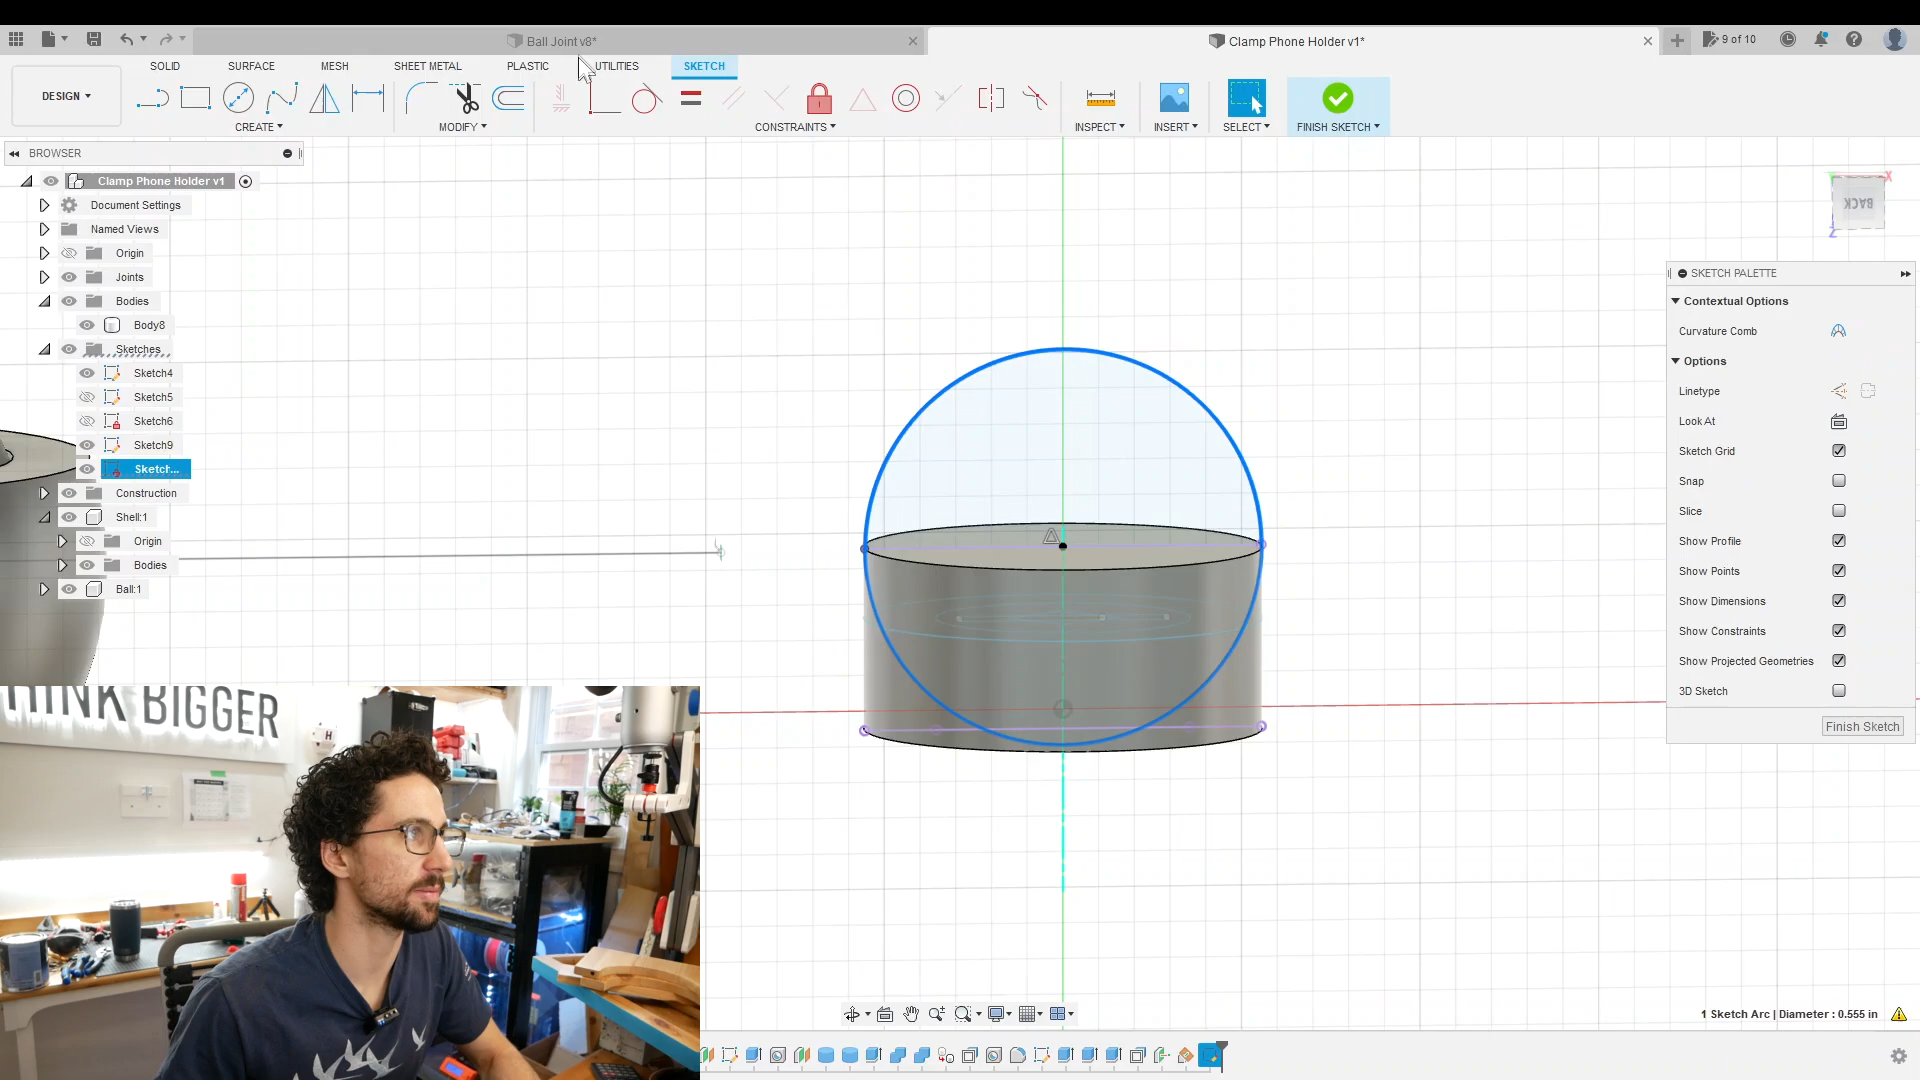 Ball Joint v8*
Clamp Phone Holder v1*
9 of 10
DESIGN
SOLID
SURFACE
MESH
SHEET METAL
PLASTIC
UTILITIES
SKETCH
CREATE
MODIFY
CONSTRAINTS
INSPECT
INSERT
SELECT
FINISH SKETCH
BROWSER
Clamp Phone Holder v1
Document Settings
Named Views
Origin
Joints
Bodies
Body8
Sketches
Sketch4
Sketch5
Sketch6
Sketch9
Sketch...
Construction
Shell:1
Origin
Bodies
Ball:1
X
BACK
Z
SKETCH PALETTE
Contextual Options
Curvature Comb
Options
Linetype
Look At
Sketch Grid
Snap
Slice
Show Profile
Show Points
Show Dimensions
Show Constraints
Show Projected Geometries
3D Sketch
Finish Sketch
HINK BIGGER
1 Sketch Arc | Diameter : 0.555 in